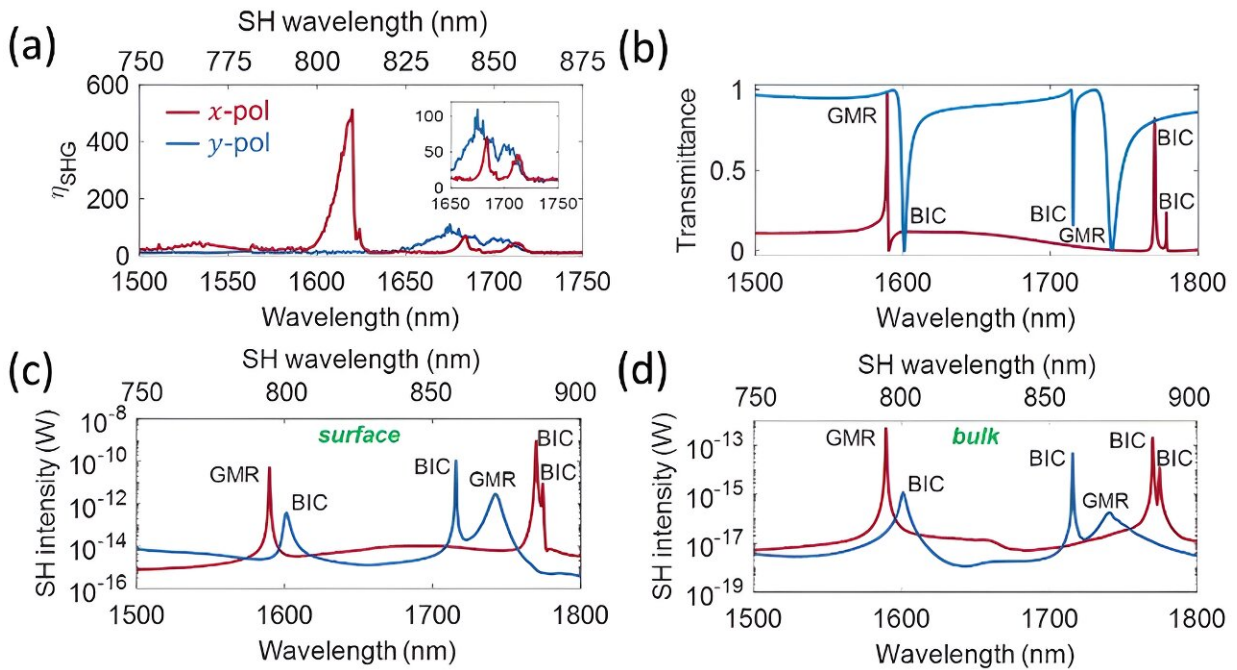 (a)
SH wavelength (nm)
750 775 800 825 850 875
600
400
200
0
η_SHG
x-pol
y-pol
100
50
0
1650 1700 1750
1500 1550 1600 1650 1700 1750
Wavelength (nm)
(b)
1
0.5
0
Transmittance
GMR
BIC
BIC
GMR
BIC
BIC
1500 1600 1700 1800
Wavelength (nm)
(c)
SH wavelength (nm)
750 800 850 900
10⁻⁸
10⁻¹⁰
10⁻¹²
10⁻¹⁴
10⁻¹⁶
SH intensity (W)
surface
GMR
BIC
BIC
GMR
BIC
BIC
1500 1600 1700 1800
Wavelength (nm)
(d)
SH wavelength (nm)
750 800 850 900
10⁻¹³
10⁻¹⁵
10⁻¹⁷
10⁻¹⁹
SH intensity (W)
bulk
GMR
BIC
BIC
GMR
BIC
BIC
1500 1600 1700 1800
Wavelength (nm)